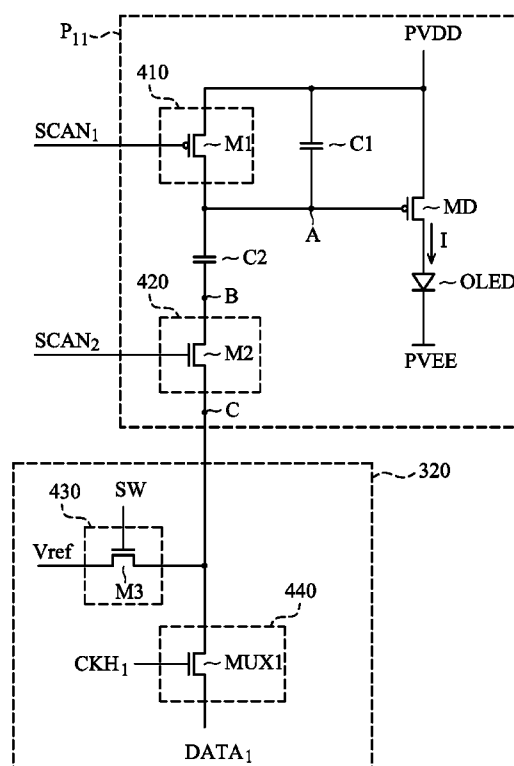 P11
PVDD
410
SCAN1
M1
C1
MD
A
I
C2
OLED
420
B
SCAN2
M2
PVEE
C
320
430
SW
Vref
M3
440
CKH1
MUX1
DATA1